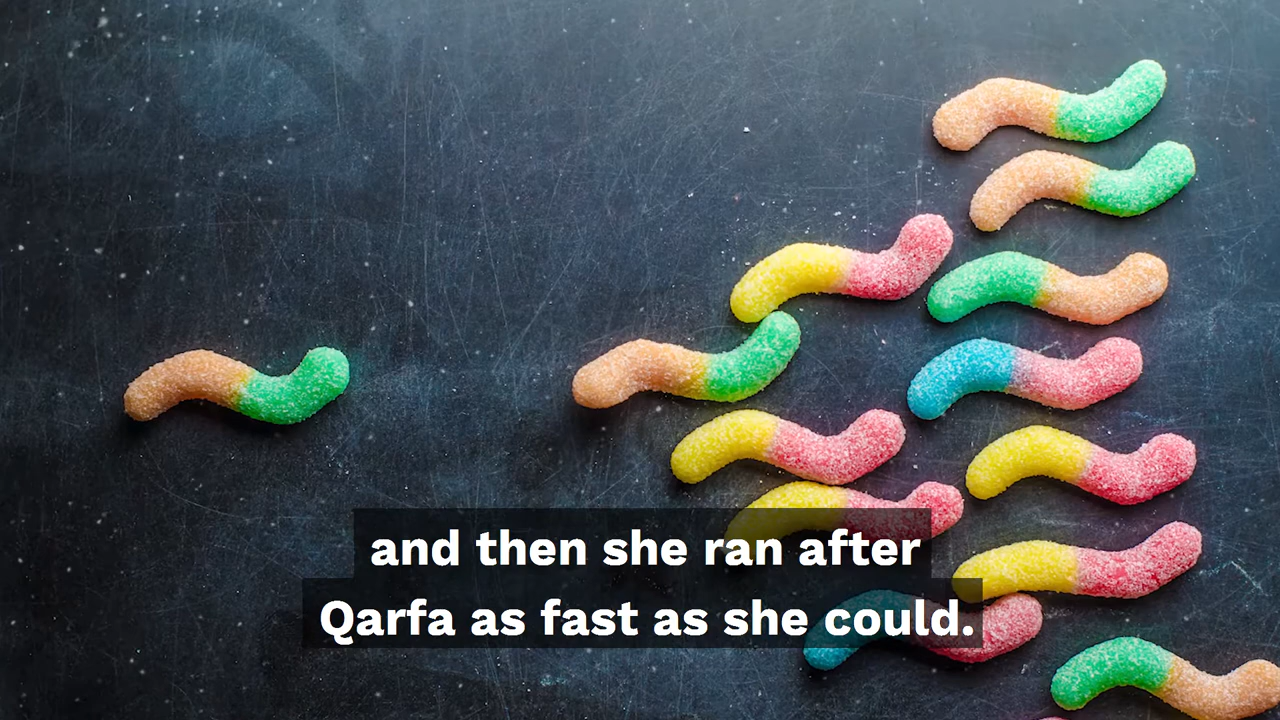 and then she ran after
Qarfa as fast as she could.